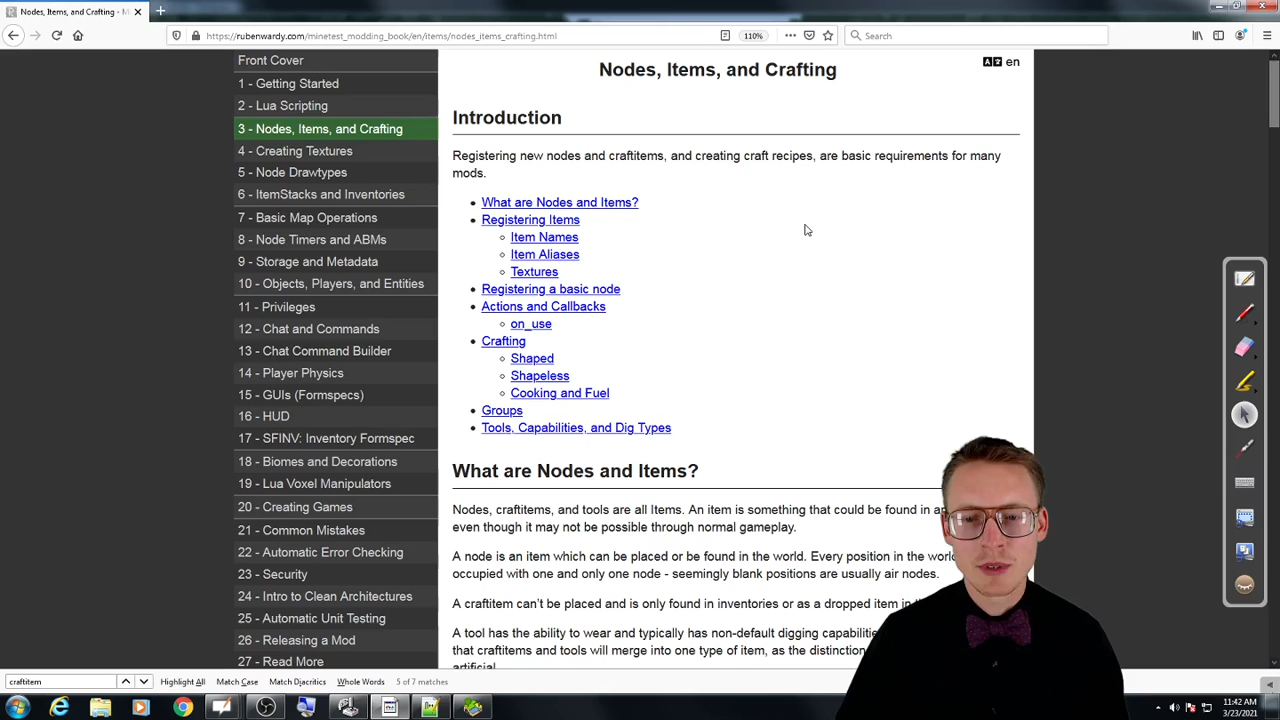 Nodes, Items, and Crafting - M
https://rubenwardy.com/minetest_modding_book/en/items/nodes_items_crafting.html
110%
Search
Front Cover
1 - Getting Started
2 - Lua Scripting
3 - Nodes, Items, and Crafting
4 - Creating Textures
5 - Node Drawtypes
6 - ItemStacks and Inventories
7 - Basic Map Operations
8 - Node Timers and ABMs
9 - Storage and Metadata
10 - Objects, Players, and Entities
11 - Privileges
12 - Chat and Commands
13 - Chat Command Builder
14 - Player Physics
15 - GUIs (Formspecs)
16 - HUD
17 - SFINV: Inventory Formspec
18 - Biomes and Decorations
19 - Lua Voxel Manipulators
20 - Creating Games
21 - Common Mistakes
22 - Automatic Error Checking
23 - Security
24 - Intro to Clean Architectures
25 - Automatic Unit Testing
26 - Releasing a Mod
27 - Read More
Nodes, Items, and Crafting
en
Introduction
Registering new nodes and craftitems, and creating craft recipes, are basic requirements for many
mods.
What are Nodes and Items?
Registering Items
Item Names
Item Aliases
Textures
Registering a basic node
Actions and Callbacks
on_use
Crafting
Shaped
Shapeless
Cooking and Fuel
Groups
Tools, Capabilities, and Dig Types
What are Nodes and Items?
Nodes, craftitems, and tools are all Items. An item is something that could be found in an
even though it may not be possible through normal gameplay.
A node is an item which can be placed or be found in the world. Every position in the world
occupied with one and only one node - seemingly blank positions are usually air nodes.
A craftitem can't be placed and is only found in inventories or as a dropped item in
A tool has the ability to wear and typically has non-default digging capabilities
that craftitems and tools will merge into one type of item, as the distinction
artificial.
craftitem
Highlight All
Match Case
Match Diacritics
Whole Words
5 of 7 matches
11:42 AM
3/23/2021